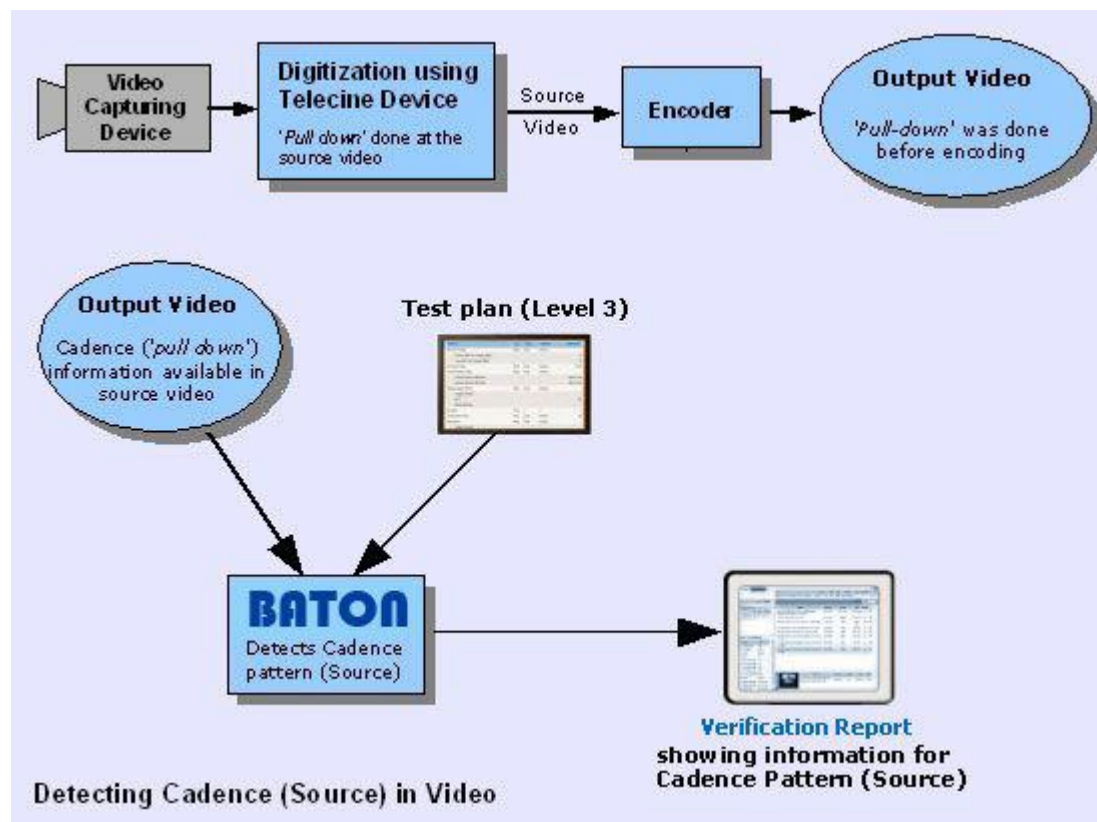 Video
Capturing
Device
Digitization using
Telecine Device
'Pull down' done at the
source video
Source
Video
Encoder
Output Video
'Pull-down' was done
before encoding
Output Video
Cadence ('pull down')
information available in
source video
Test plan (Level 3)
BATON
Detects Cadence
pattern (Source)
Verification Report
showing information for
Cadence Pattern (Source)
Detecting Cadence (Source) in Video